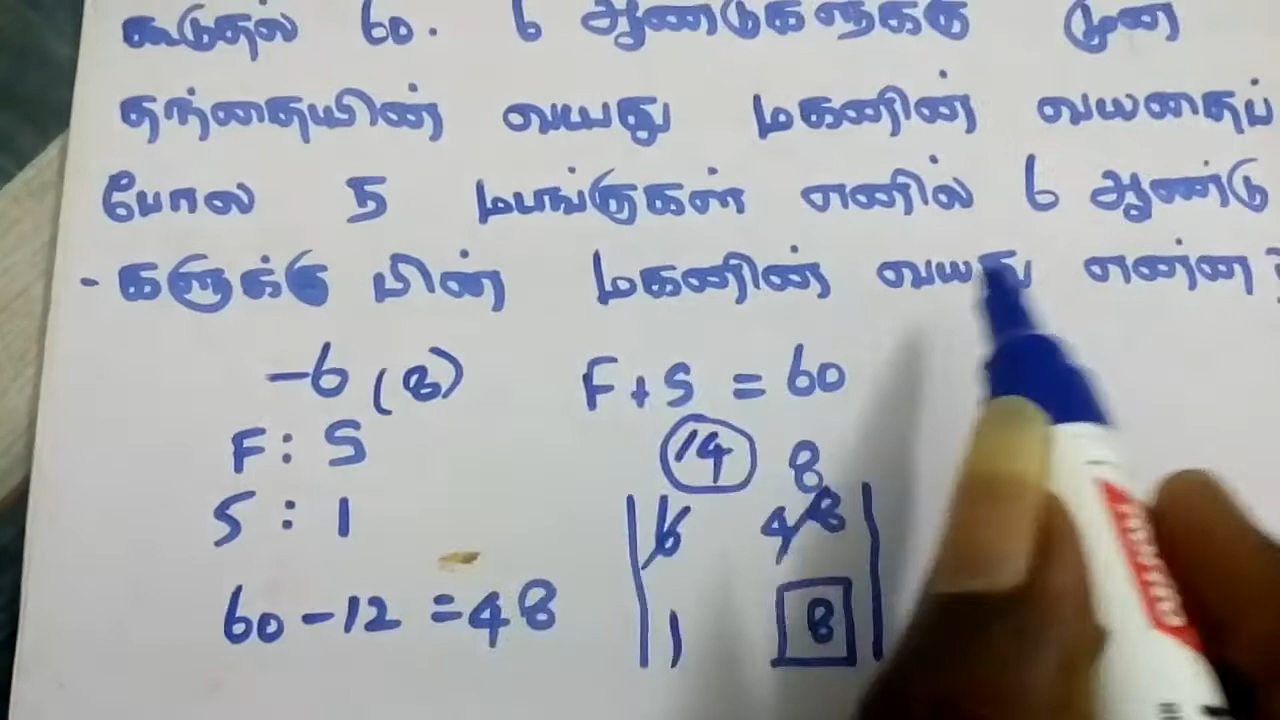 கூடுதல் 60. 6 ஆண்டுகளுக்கு முன்
தந்தையின் வயது மகனின் வயதைப்
போல 5 மடங்குகள் எனில் 6 ஆண்டு
- களுக்கு பின் மகனின் வயது என்ன?
-6 (8) F+S = 60
F : 5 14 8
S : 1 6 48
60 - 12 = 48 1 8